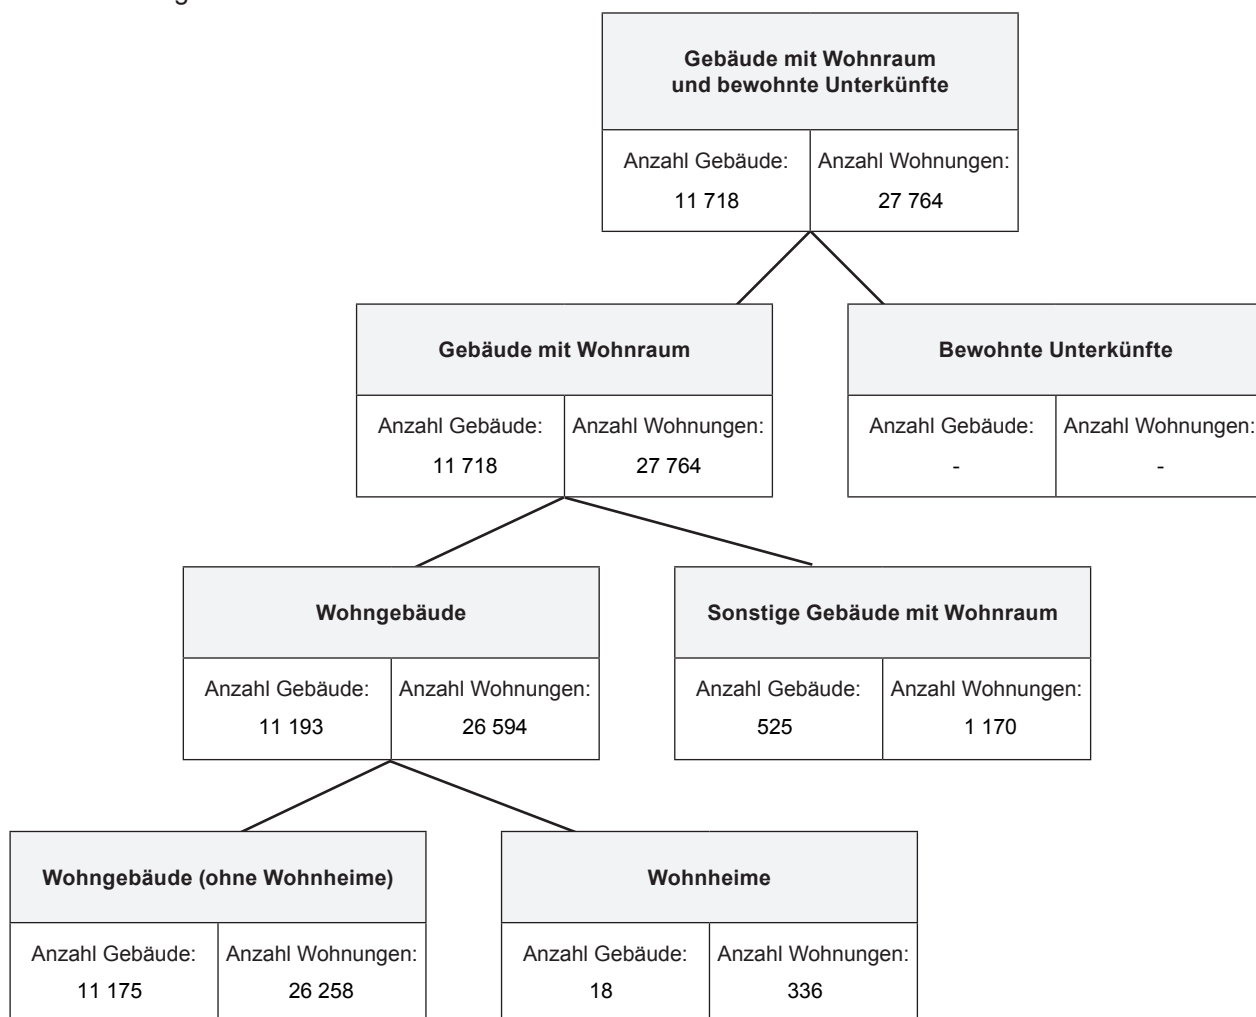 Gebäude mit Wohnraum
und bewohnte Unterkünfte
Anzahl Gebäude: Anzahl Wohnungen:
11 718 27 764
Gebäude mit Wohnraum Bewohnte Unterkünfte
Anzahl Gebäude: Anzahl Wohnungen: Anzahl Gebäude: Anzahl Wohnungen:
11 718 27 764 - -
Wohngebäude Sonstige Gebäude mit Wohnraum
Anzahl Gebäude: Anzahl Wohnungen: Anzahl Gebäude: Anzahl Wohnungen:
11 193 26 594 525 1 170
Wohngebäude (ohne Wohnheime) Wohnheime
Anzahl Gebäude: Anzahl Wohnungen: Anzahl Gebäude: Anzahl Wohnungen:
11 175 26 258 18 336